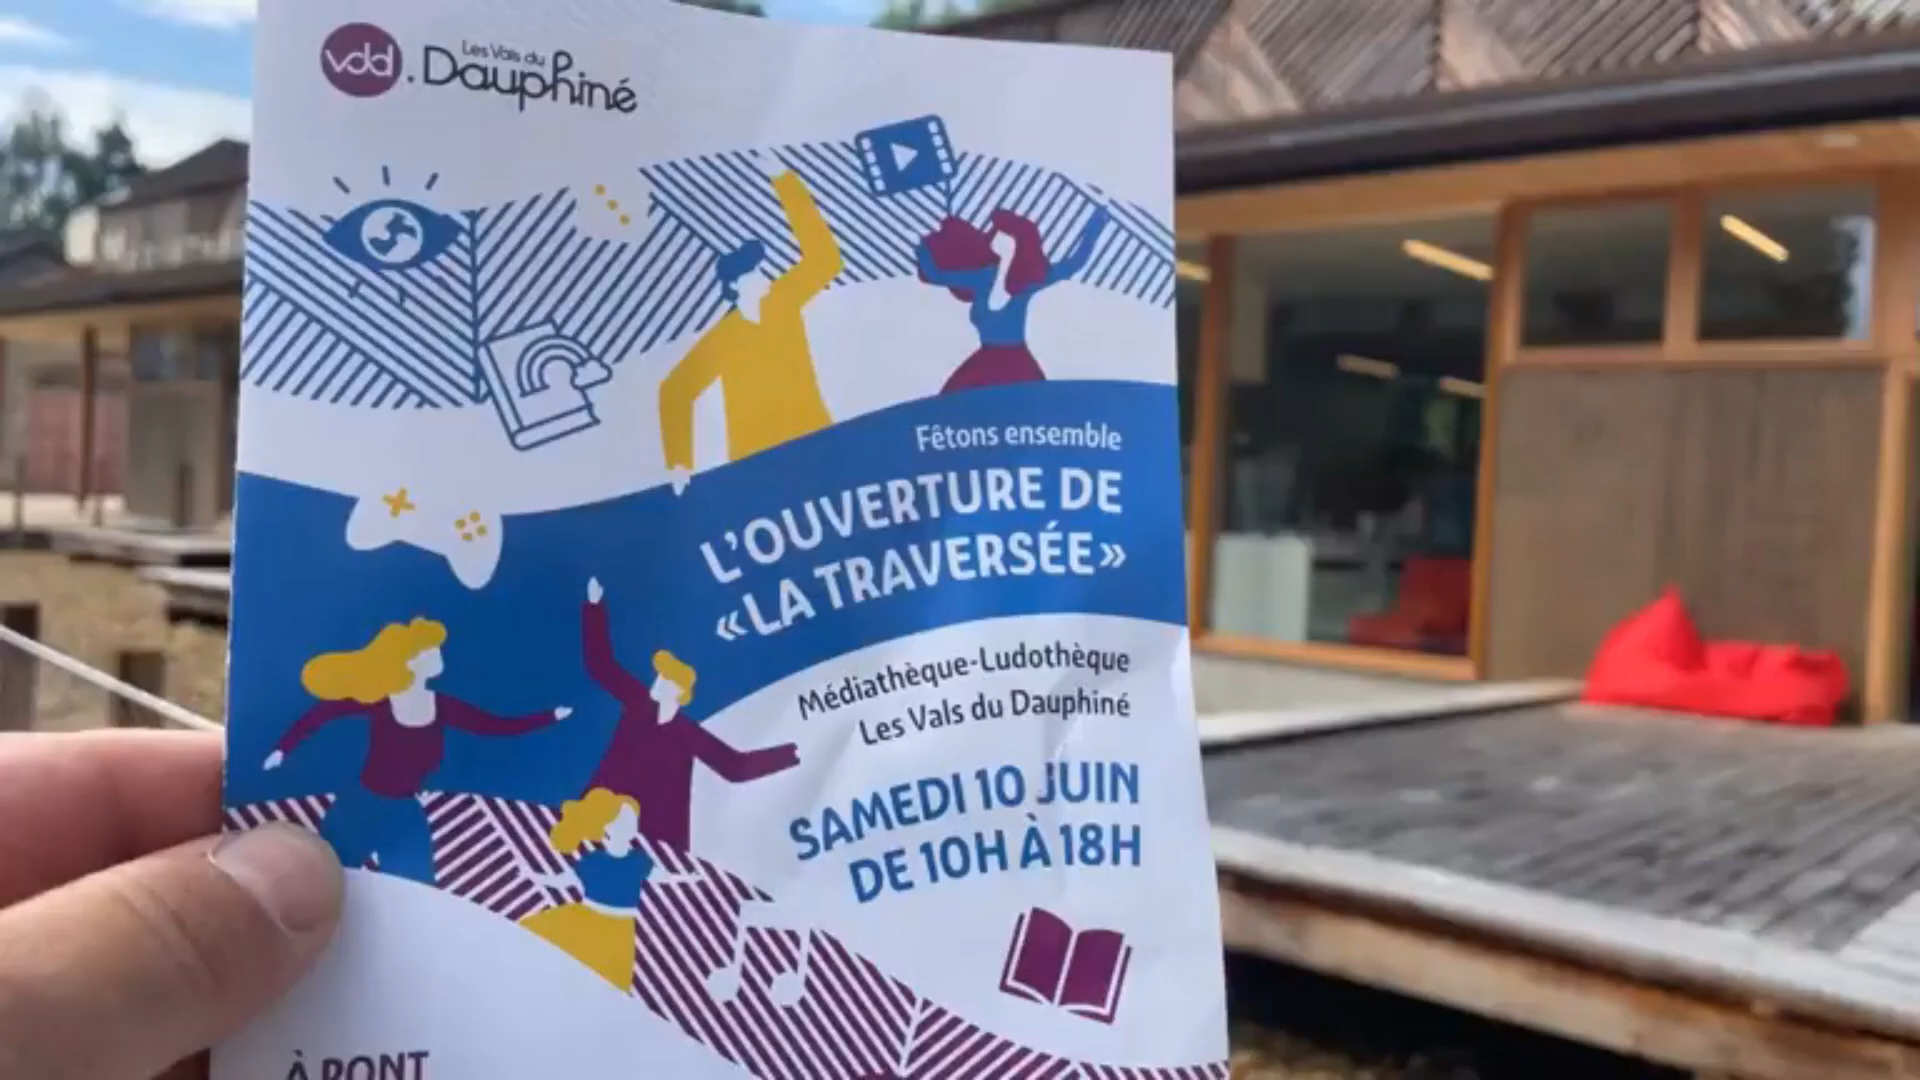 vdd. Les Vals du
Dauphiné
Fêtons ensemble
L'OUVERTURE DE
«LA TRAVERSÉE»
Médiathèque-Ludothèque
Les Vals du Dauphiné
SAMEDI 10 JUIN
DE 10H À 18H
À PONT